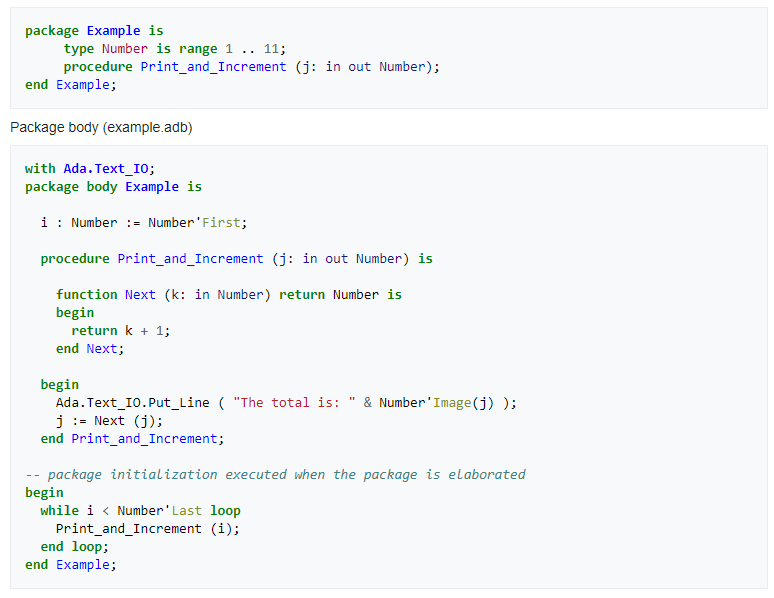 package Example is
     type Number is range 1 .. 11;
     procedure Print_and_Increment (j: in out Number);
end Example;
Package body (example.adb)
with Ada.Text_IO;
package body Example is
  i : Number := Number'First;
  procedure Print_and_Increment (j: in out Number) is
    function Next (k: in Number) return Number is
    begin
      return k + 1;
    end Next;
  begin
    Ada.Text_IO.Put_Line ( "The total is: " & Number'Image(j) );
    j := Next (j);
  end Print_and_Increment;
-- package initialization executed when the package is elaborated
begin
  while i < Number'Last loop
    Print_and_Increment (i);
  end loop;
end Example;